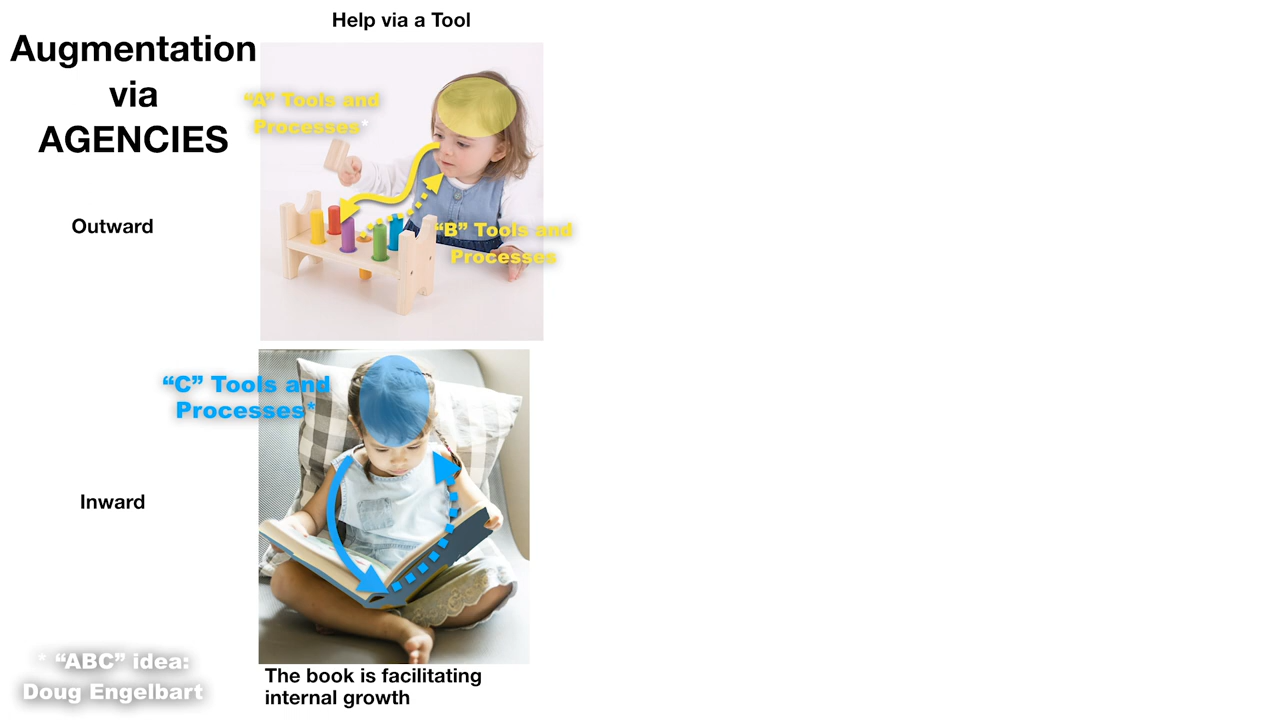 Help via a Tool
Augmentation
via
AGENCIES
“A” Tools and
Processes*
Outward
“B” Tools and
Processes
“C” Tools and
Processes*
Inward
* “ABC” idea:
Doug Engelbart
The book is facilitating
internal growth